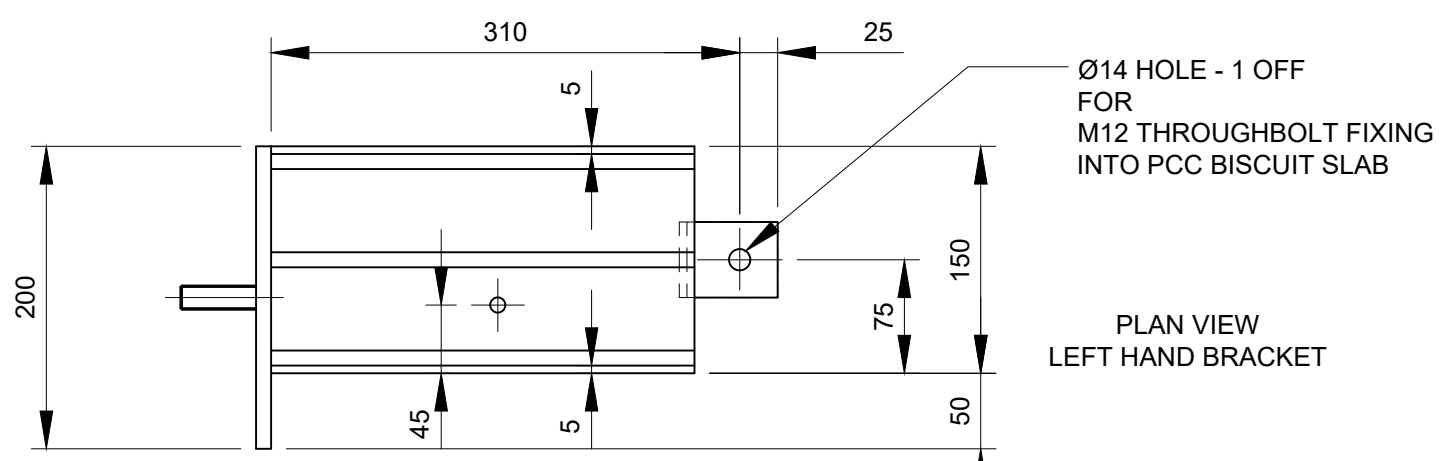 310
25
5
Ø14 HOLE - 1 OFF
FOR
M12 THROUGHBOLT FIXING
INTO PCC BISCUIT SLAB
200
150
75
PLAN VIEW
LEFT HAND BRACKET
45
5
50